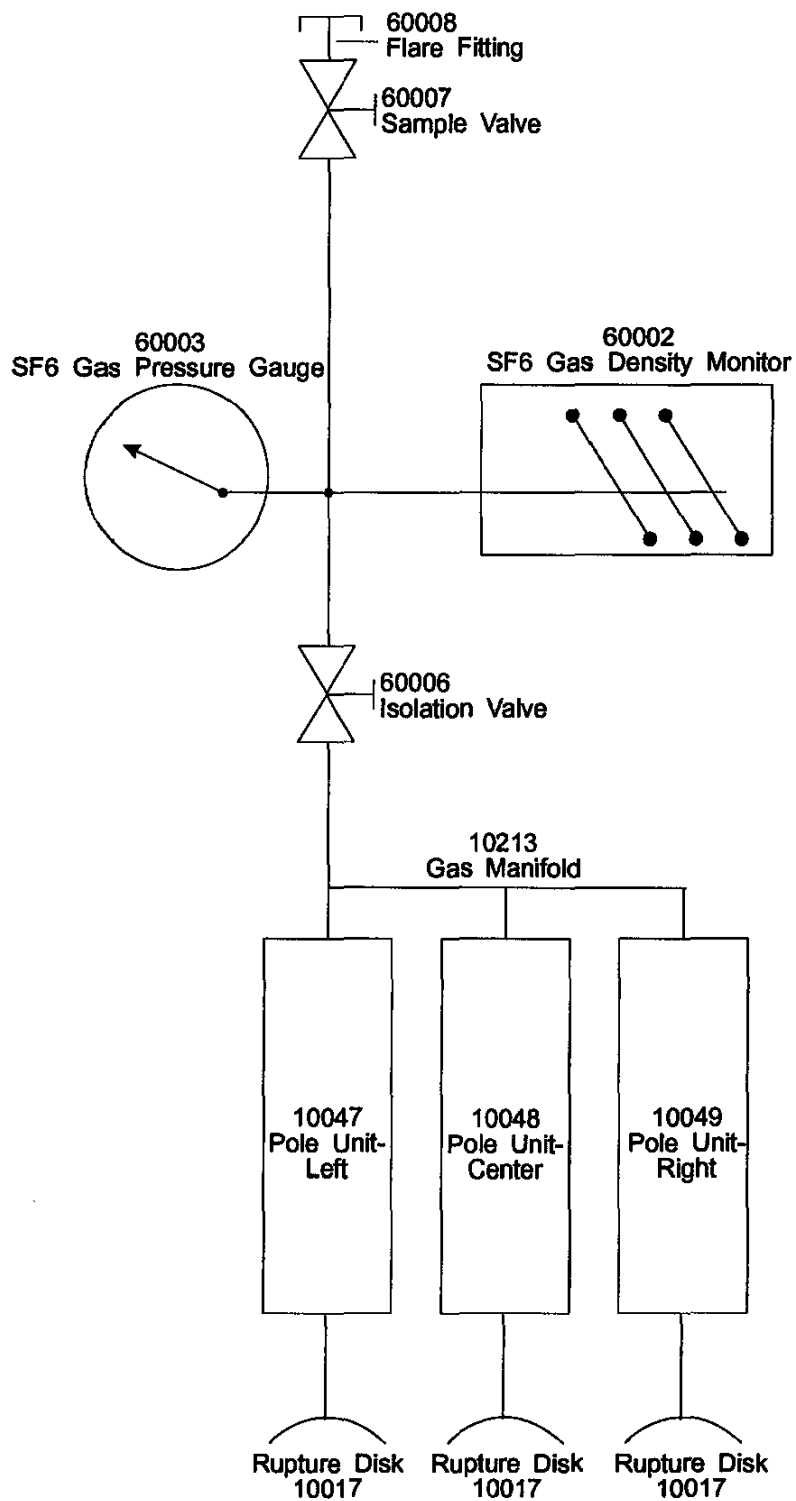 60008
Flare Fitting
60007
Sample Valve
60003
SF6 Gas Pressure Gauge
60002
SF6 Gas Density Monitor
60006
Isolation Valve
10213
Gas Manifold
10047
Pole Unit-
Left
10048
Pole Unit-
Center
10049
Pole Unit-
Right
Rupture Disk
10017
Rupture Disk
10017
Rupture Disk
10017